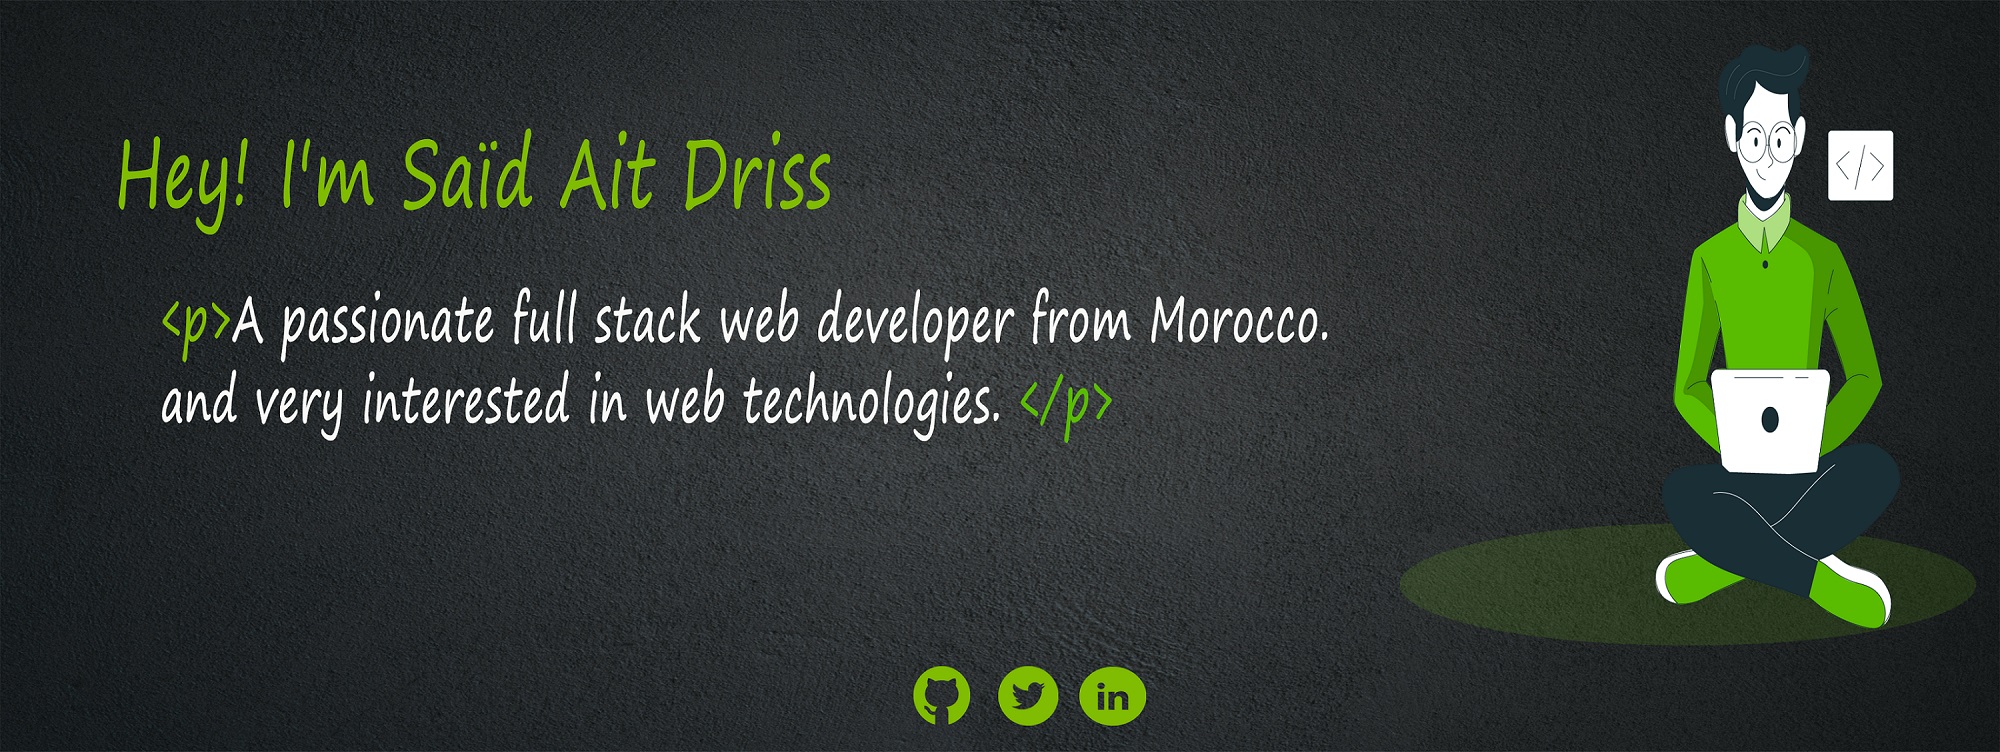 Hey! I'm Saïd Ait Driss
<p>A passionate full stack web developer from Morocco.
and very interested in web technologies. </p>
</>
in